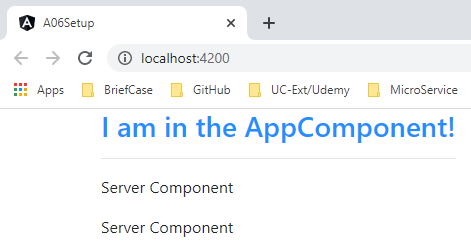 A06Setup
localhost:4200
Apps BriefCase GitHub UC-Ext/Udemy MicroService
I am in the AppComponent!
Server Component
Server Component